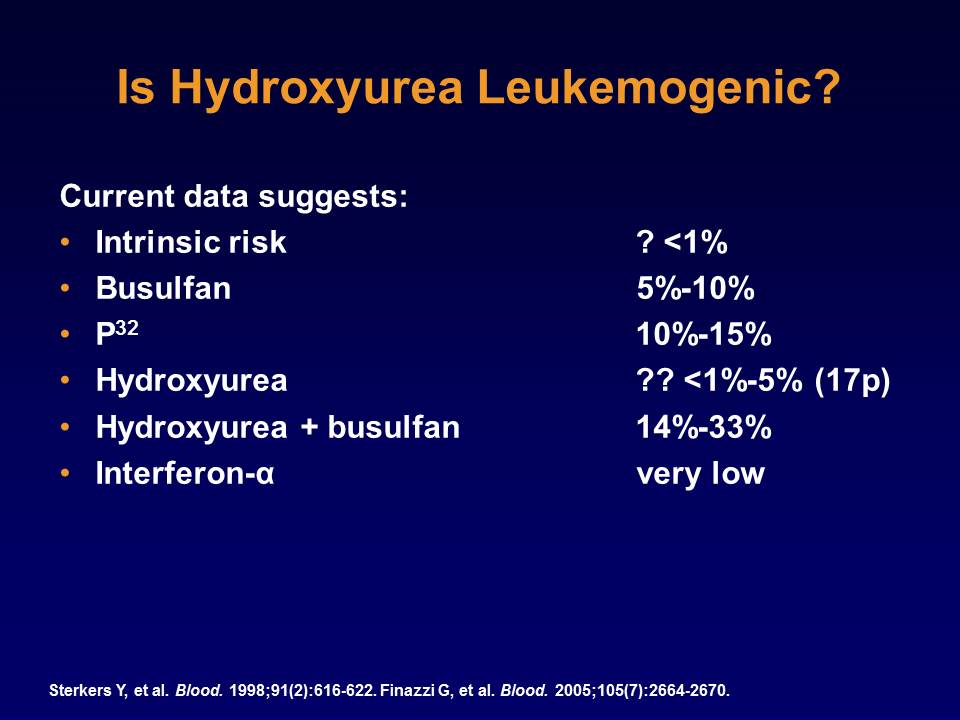 Is Hydroxyurea Leukemogenic?
Current data suggests:
• Intrinsic risk ? <1%
• Busulfan 5%-10%
• P³² 10%-15%
• Hydroxyurea ?? <1%-5% (17p)
• Hydroxyurea + busulfan 14%-33%
• Interferon-α very low
Sterkers Y, et al. Blood. 1998;91(2):616-622. Finazzi G, et al. Blood. 2005;105(7):2664-2670.